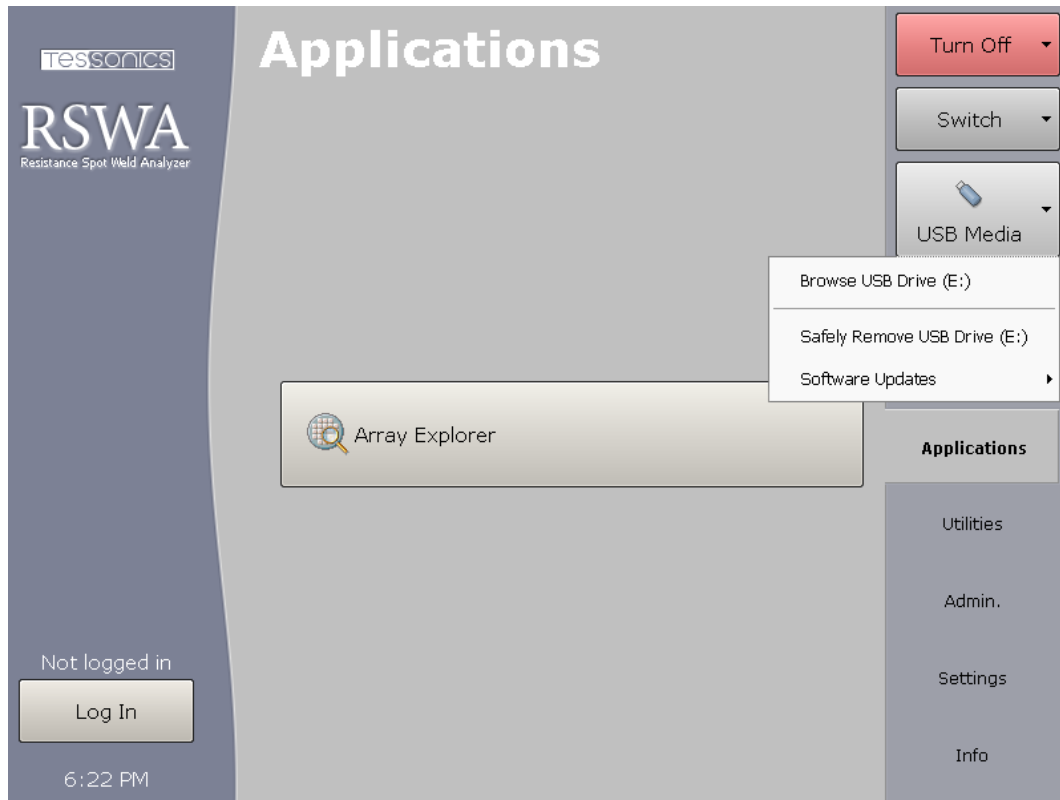 Tessonics
RSWA
Resistance Spot Weld Analyzer
Applications
Turn Off
Switch
USB Media
Browse USB Drive (E:)
Safely Remove USB Drive (E:)
Software Updates
Array Explorer
Applications
Utilities
Admin.
Settings
Info
Not logged in
Log In
6:22 PM